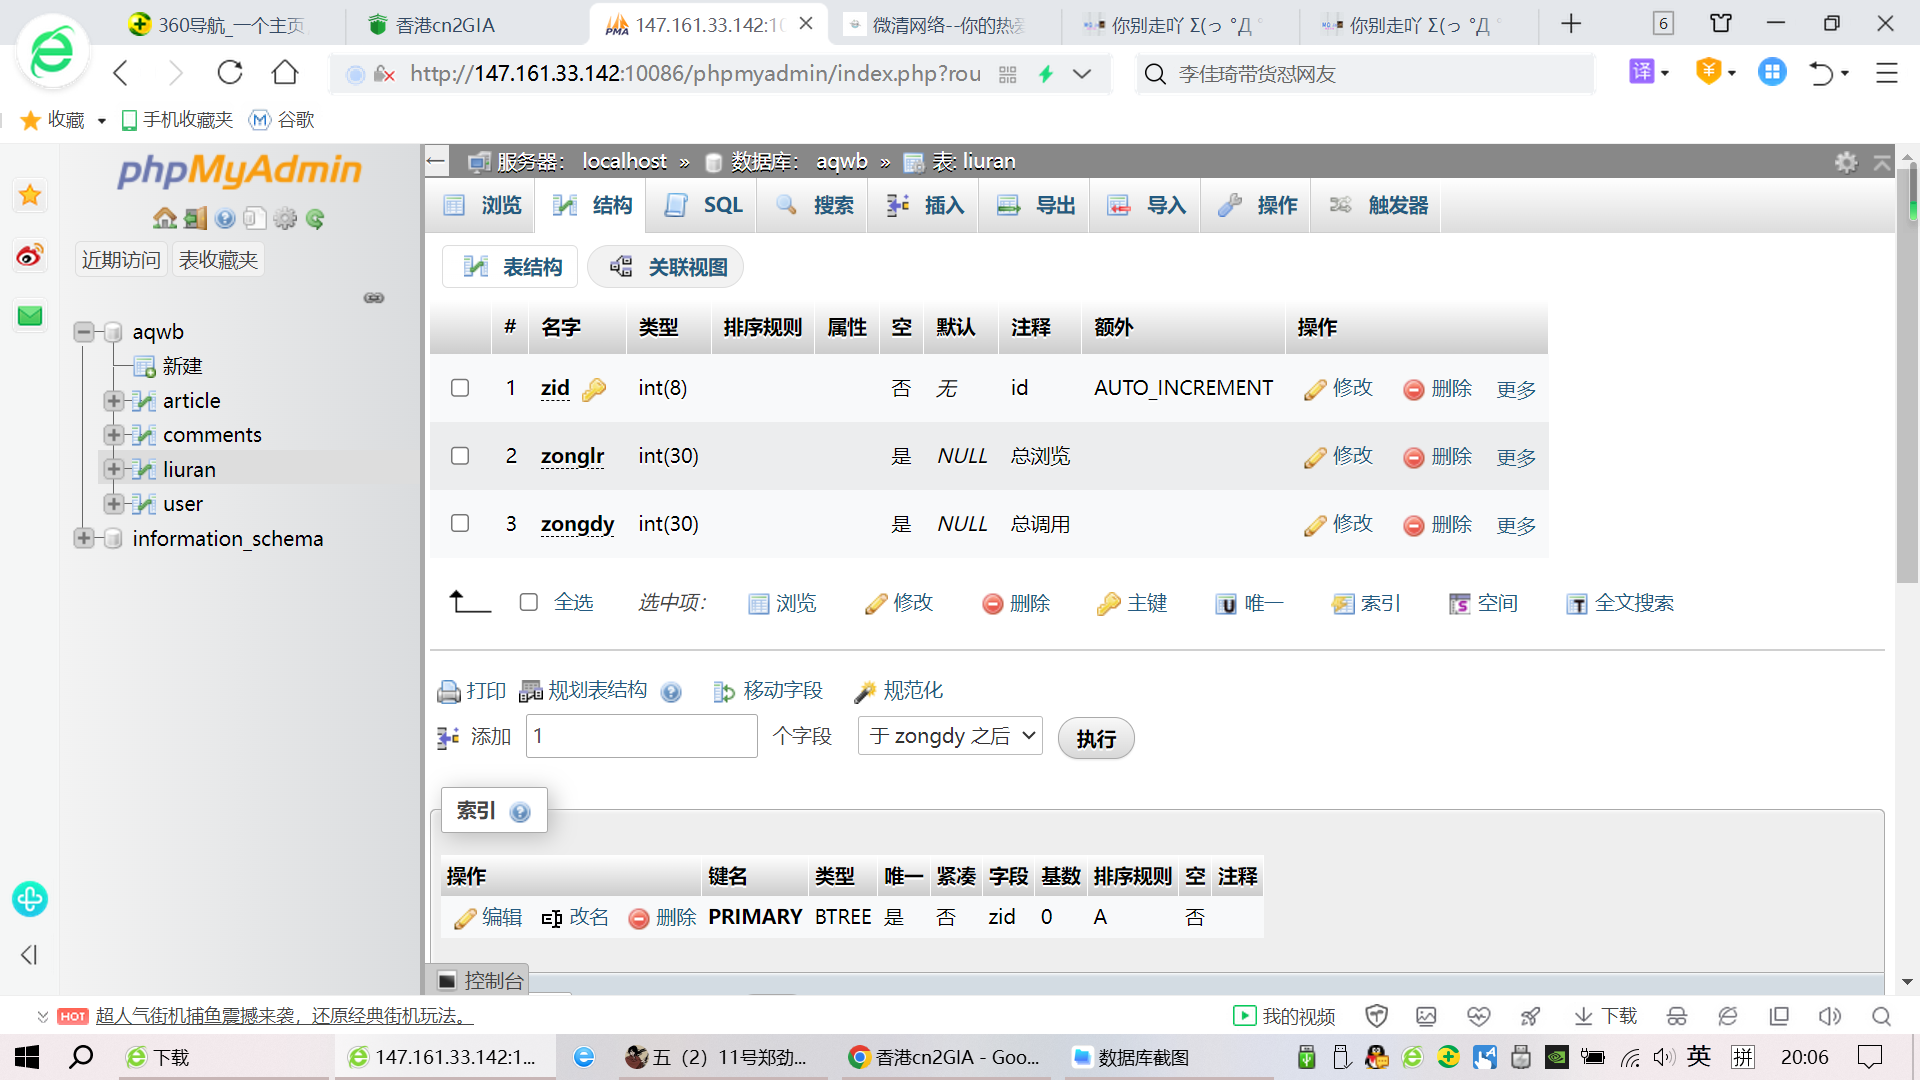 360导航_一个主页
香港cn2GIA
147.161.33.142:10
微清网络--你的热爱
你别走吖 Σ(っ °Д °
你别走吖 Σ(っ °Д °
6
http://147.161.33.142:10086/phpmyadmin/index.php?rou
李佳琦带货怼网友
译
收藏
手机收藏夹
谷歌
phpMyAdmin
近期访问
表收藏夹
aqwb
新建
article
comments
liuran
user
information_schema
服务器: localhost » 数据库: aqwb » 表: liuran
浏览
结构
SQL
搜索
插入
导出
导入
操作
触发器
表结构
关联视图
# 名字 类型 排序规则 属性 空 默认 注释 额外 操作
1 zid int(8) 否 无 id AUTO_INCREMENT 修改 删除 更多
2 zonglr int(30) 是 NULL 总浏览 修改 删除 更多
3 zongdy int(30) 是 NULL 总调用 修改 删除 更多
全选 选中项: 浏览 修改 删除 主键 唯一 索引 空间 全文搜索
打印 规划表结构 移动字段 规范化
添加 1 个字段 于 zongdy 之后 执行
索引
操作 键名 类型 唯一 紧凑 字段 基数 排序规则 空 注释
编辑 改名 删除 PRIMARY BTREE 是 否 zid 0 A 否
控制台
HOT 超人气街机捕鱼震撼来袭，还原经典街机玩法。
我的视频
下载
下载
147.161.33.142:1...
五（2）11号郑劲...
香港cn2GIA - Goo...
数据库截图
英
拼
20:06